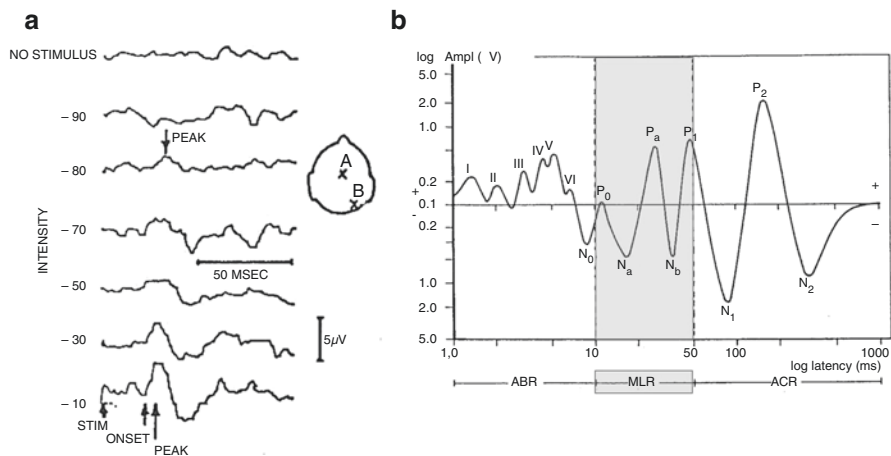 a
NO STIMULUS
– 90
PEAK
– 80
A
B
INTENSITY
– 70
50 MSEC
– 50
– 30
5µV
– 10
STIM
ONSET
PEAK
b
log Ampl ( V)
5.0
2.0
1.0
0.2
+
0.1
-
0.2
1.0
2.0
5.0
I
II
III
IV
V
VI
P0
Pa
P1
P2
N0
Na
Nb
N1
N2
+
–
1,0
10
50
100
1000
log latency (ms)
ABR
MLR
ACR